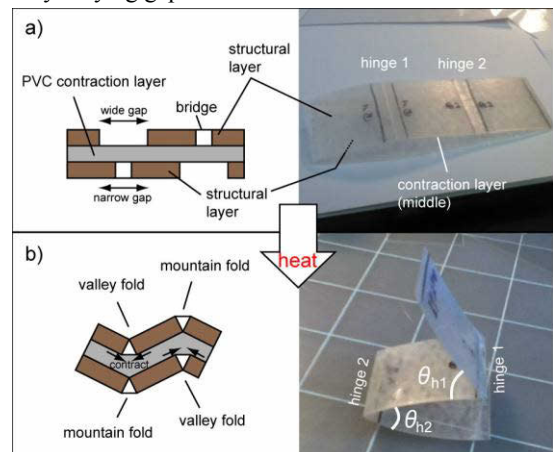 a)
structural
layer
PVC contraction layer
wide gap
bridge
narrow gap
structural
layer
hinge 1
hinge 2
contraction layer
(middle)
heat
b)
mountain fold
valley fold
contract
mountain fold
valley fold
hinge 2
hinge 1
θh1
θh2